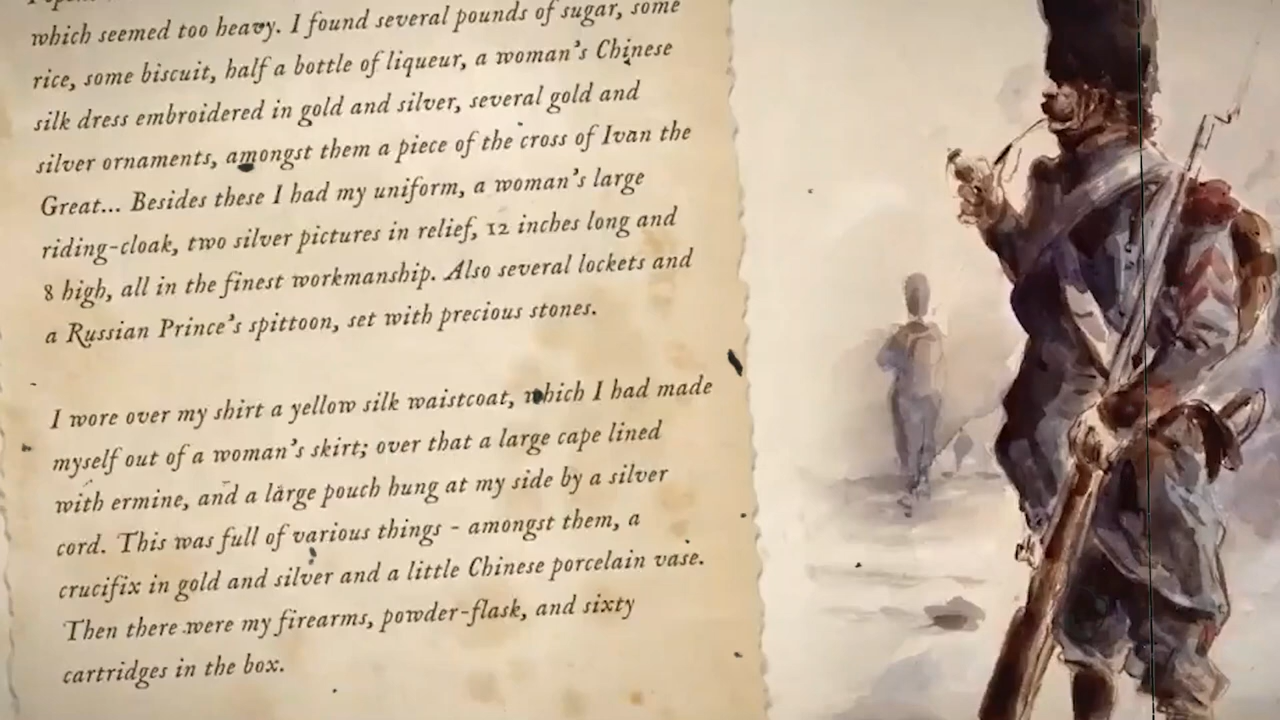 which seemed too heavy. I found several pounds of sugar, some
rice, some biscuit, half a bottle of liqueur, a woman's Chinese
silk dress embroidered in gold and silver, several gold and
silver ornaments, amongst them a piece of the cross of Ivan the
Great... Besides these I had my uniform, a woman's large
riding-cloak, two silver pictures in relief, 12 inches long and
8 high, all in the finest workmanship. Also several lockets and
a Russian Prince's spittoon, set with precious stones.
I wore over my shirt a yellow silk waistcoat, which I had made
myself out of a woman's skirt; over that a large cape lined
with ermine, and a large pouch hung at my side by a silver
cord. This was full of various things - amongst them, a
crucifix in gold and silver and a little Chinese porcelain vase.
Then there were my firearms, powder-flask, and sixty
cartridges in the box.